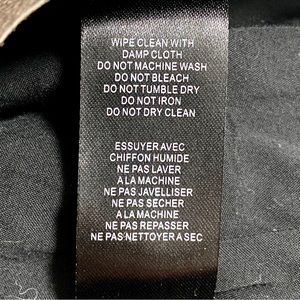 WIPE CLEAN WITH
DAMP CLOTH
DO NOT MACHINE WASH
DO NOT BLEACH
DO NOT TUMBLE DRY
DO NOT IRON
DO NOT DRY CLEAN
ESSUYER AVEC
CHIFFON HUMIDE
NE PAS LAVER
A LA MACHINE
NE PAS JAVELLISER
NE PAS SECHER
A LA MACHINE
NE PAS REPASSER
NE PAS NETTOYER A SEC